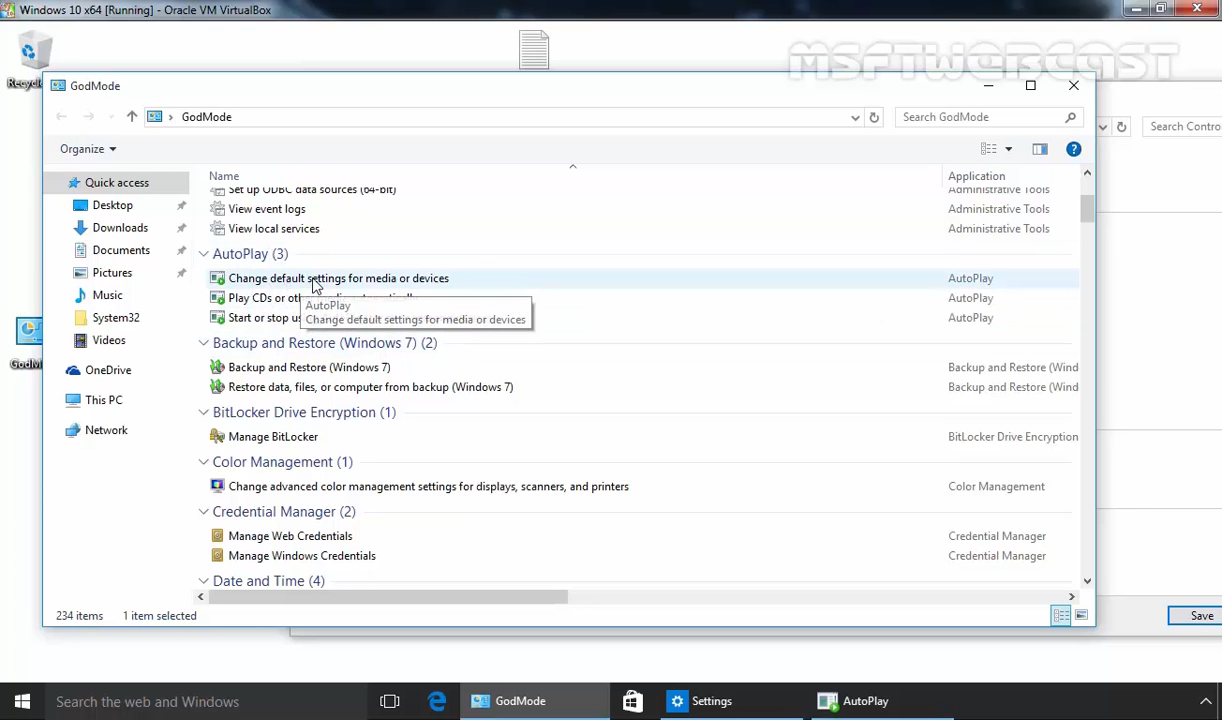 Windows 10 x64 [Running] - Oracle VM VirtualBox
MSFTWEBCAST
GodMode
GodMode
Search GodMode
Search Contro
Organize
Quick access
Desktop
Downloads
Documents
Pictures
Music
System32
Videos
OneDrive
This PC
Network
Name
Application
Set up ODBC data sources (64-bit)
Administrative Tools
View event logs
Administrative Tools
View local services
Administrative Tools
AutoPlay (3)
Change default settings for media or devices
AutoPlay
Play CDs or oth
AutoPlay
Start or stop us
AutoPlay
AutoPlay
Change default settings for media or devices
Backup and Restore (Windows 7) (2)
Backup and Restore (Windows 7)
Backup and Restore (Wind
Restore data, files, or computer from backup (Windows 7)
Backup and Restore (Wind
BitLocker Drive Encryption (1)
Manage BitLocker
BitLocker Drive Encryption
Color Management (1)
Change advanced color management settings for displays, scanners, and printers
Color Management
Credential Manager (2)
Manage Web Credentials
Credential Manager
Manage Windows Credentials
Credential Manager
Date and Time (4)
234 items
1 item selected
Recycl
GodM
Save
Search the web and Windows
GodMode
Settings
AutoPlay